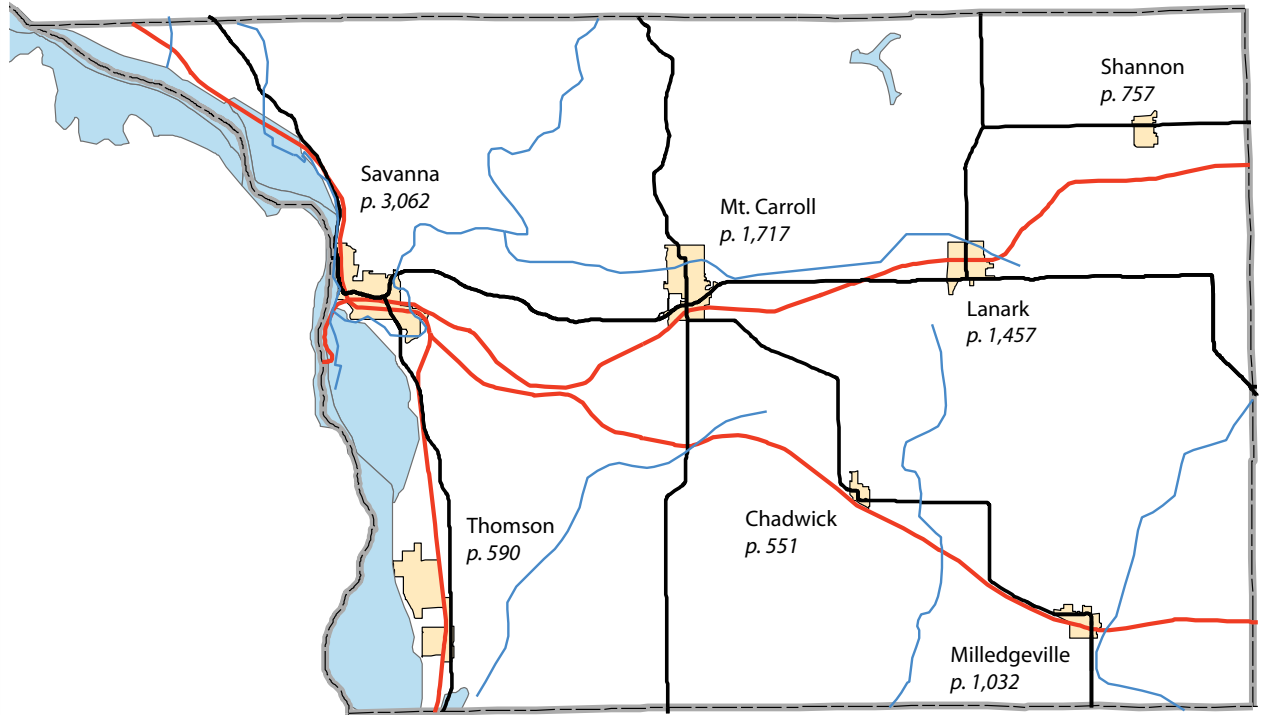 Shannon
p. 757
Savanna
p. 3,062
Mt. Carroll
p. 1,717
Lanark
p. 1,457
Thomson
p. 590
Chadwick
p. 551
Milledgeville
p. 1,032